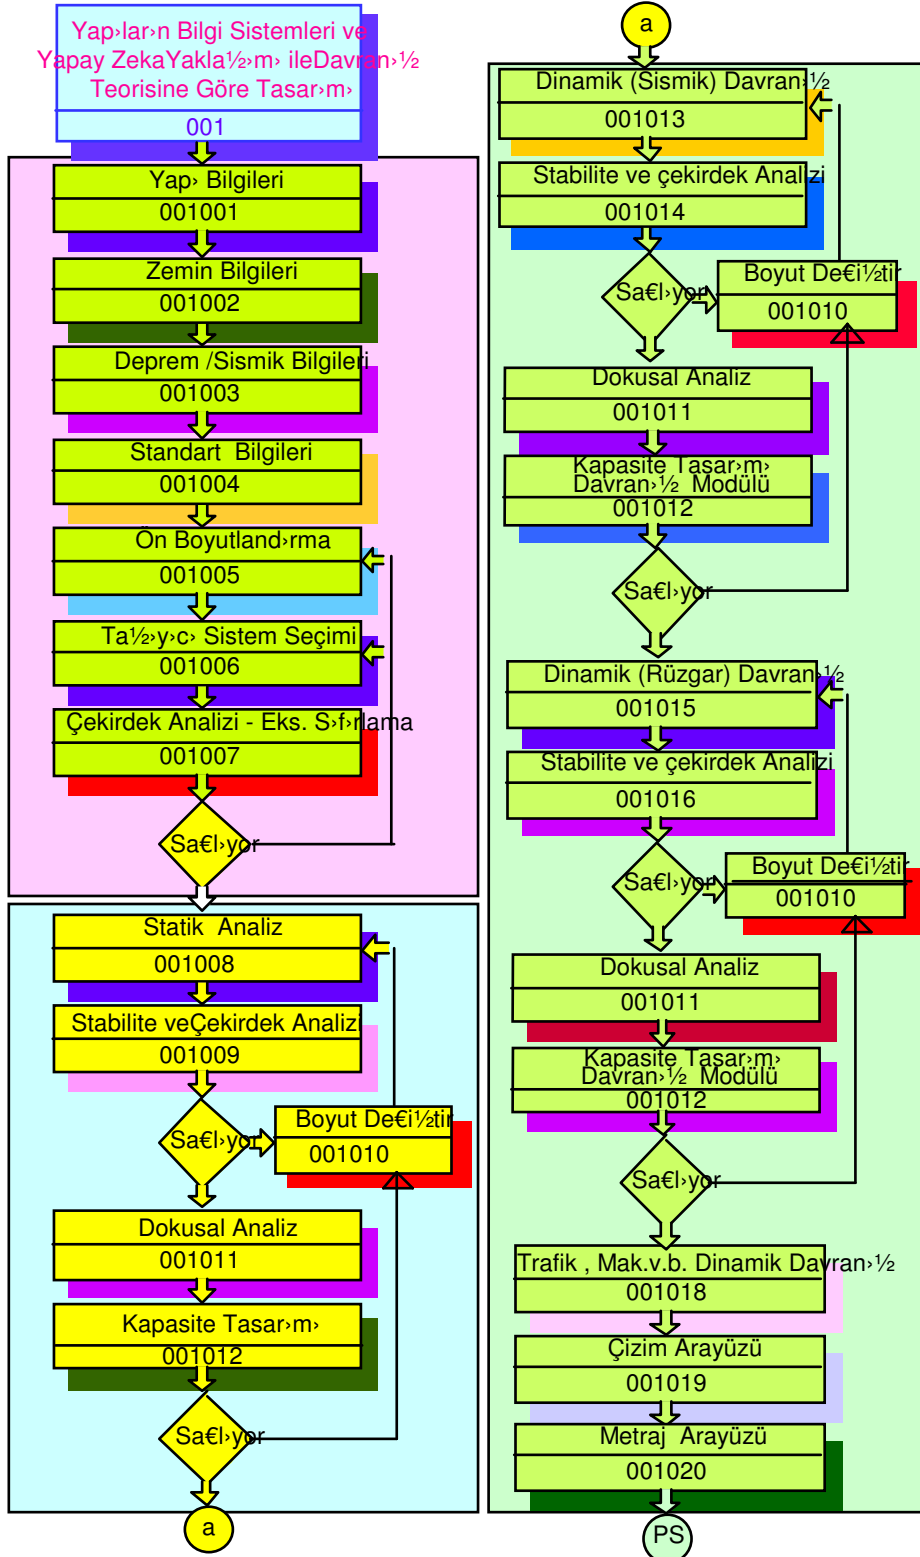 Yap›lar›n Bilgi Sistemleri ve
Yapay ZekaYakla½›m› ileDavran›½
Teorisine Göre Tasar›m›
001
Yap› Bilgileri
001001
Zemin Bilgileri
001002
Deprem /Sismik Bilgileri
001003
Standart Bilgileri
001004
Ön Boyutland›rma
001005
Ta½›y›c› Sistem Seçimi
001006
Çekirdek Analizi - Eks. S›f›rlama
001007
Sa€l›yor
Statik Analiz
001008
Stabilite veÇekirdek Analizi
001009
Sa€l›yor
Boyut De€i½tir
001010
Dokusal Analiz
001011
Kapasite Tasar›m›
001012
Sa€l›yor
a
a
Dinamik (Sismik) Davran›½
001013
Stabilite ve çekirdek Analizi
001014
Sa€l›yor
Boyut De€i½tir
001010
Dokusal Analiz
001011
Kapasite Tasar›m›
Davran›½ Modülü
001012
Sa€l›yor
Dinamik (Rüzgar) Davran›½
001015
Stabilite ve çekirdek Analizi
001016
Sa€l›yor
Boyut De€i½tir
001010
Dokusal Analiz
001011
Kapasite Tasar›m›
Davran›½ Modülü
001012
Sa€l›yor
Trafik , Mak.v.b. Dinamik Davran›½
001018
Çizim Arayüzü
001019
Metraj Arayüzü
001020
PS